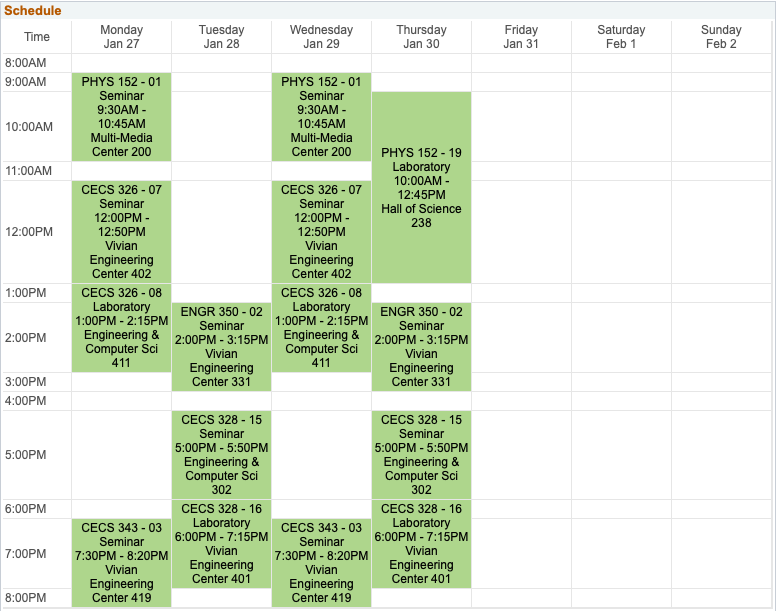 Schedule
Time
Monday
Jan 27
Tuesday
Jan 28
Wednesday
Jan 29
Thursday
Jan 30
Friday
Jan 31
Saturday
Feb 1
Sunday
Feb 2
8:00AM
9:00AM
PHYS 152 - 01
Seminar
9:30AM -
10:45AM
Multi-Media
Center 200
PHYS 152 - 01
Seminar
9:30AM -
10:45AM
Multi-Media
Center 200
10:00AM
PHYS 152 - 19
Laboratory
10:00AM -
12:45PM
Hall of Science
238
11:00AM
CECS 326 - 07
Seminar
12:00PM -
12:50PM
Vivian
Engineering
Center 402
CECS 326 - 07
Seminar
12:00PM -
12:50PM
Vivian
Engineering
Center 402
12:00PM
1:00PM
CECS 326 - 08
Laboratory
1:00PM - 2:15PM
Engineering &
Computer Sci
411
CECS 326 - 08
Laboratory
1:00PM - 2:15PM
Engineering &
Computer Sci
411
2:00PM
ENGR 350 - 02
Seminar
2:00PM - 3:15PM
Vivian
Engineering
Center 331
ENGR 350 - 02
Seminar
2:00PM - 3:15PM
Vivian
Engineering
Center 331
3:00PM
4:00PM
5:00PM
CECS 328 - 15
Seminar
5:00PM - 5:50PM
Engineering &
Computer Sci
302
CECS 328 - 15
Seminar
5:00PM - 5:50PM
Engineering &
Computer Sci
302
6:00PM
CECS 328 - 16
Laboratory
6:00PM - 7:15PM
Vivian
Engineering
Center 401
CECS 328 - 16
Laboratory
6:00PM - 7:15PM
Vivian
Engineering
Center 401
7:00PM
CECS 343 - 03
Seminar
7:30PM - 8:20PM
Vivian
Engineering
Center 419
CECS 343 - 03
Seminar
7:30PM - 8:20PM
Vivian
Engineering
Center 419
8:00PM